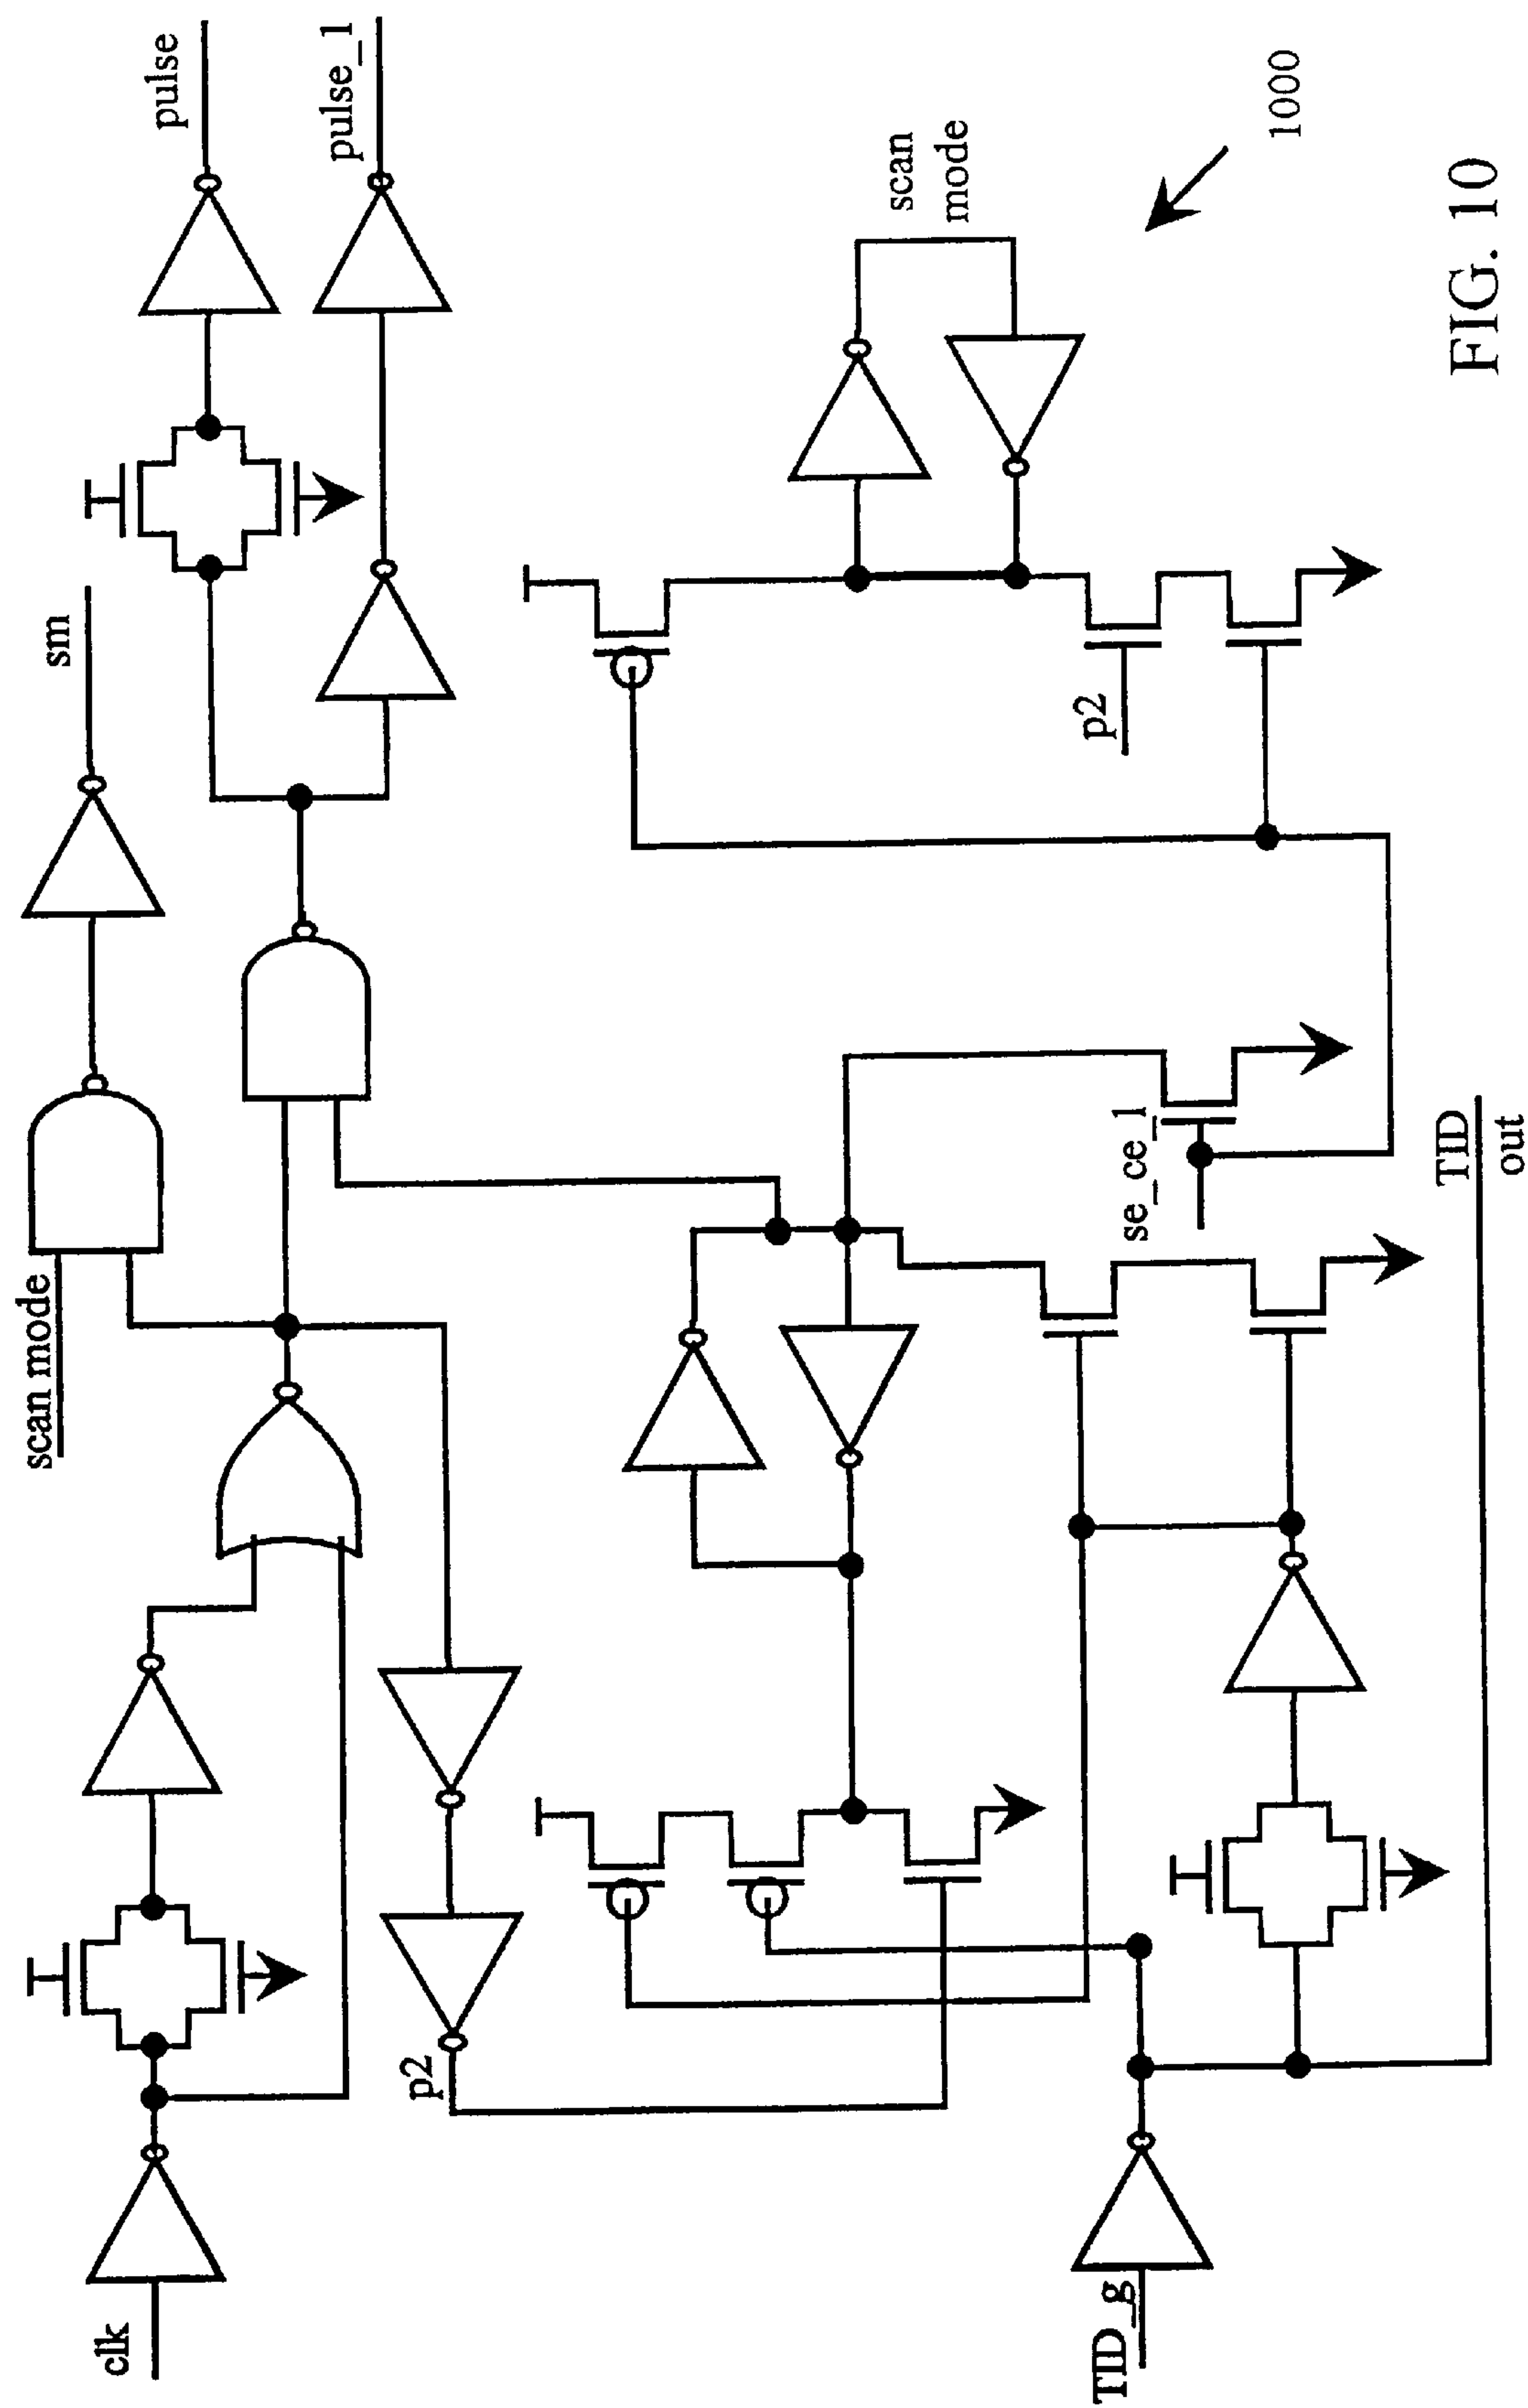 clk
scan mode
sm
pulse
pulse_1
p2
scan
mode
p2
se_ce_1
TID_g
TID
out
1000
FIG. 10